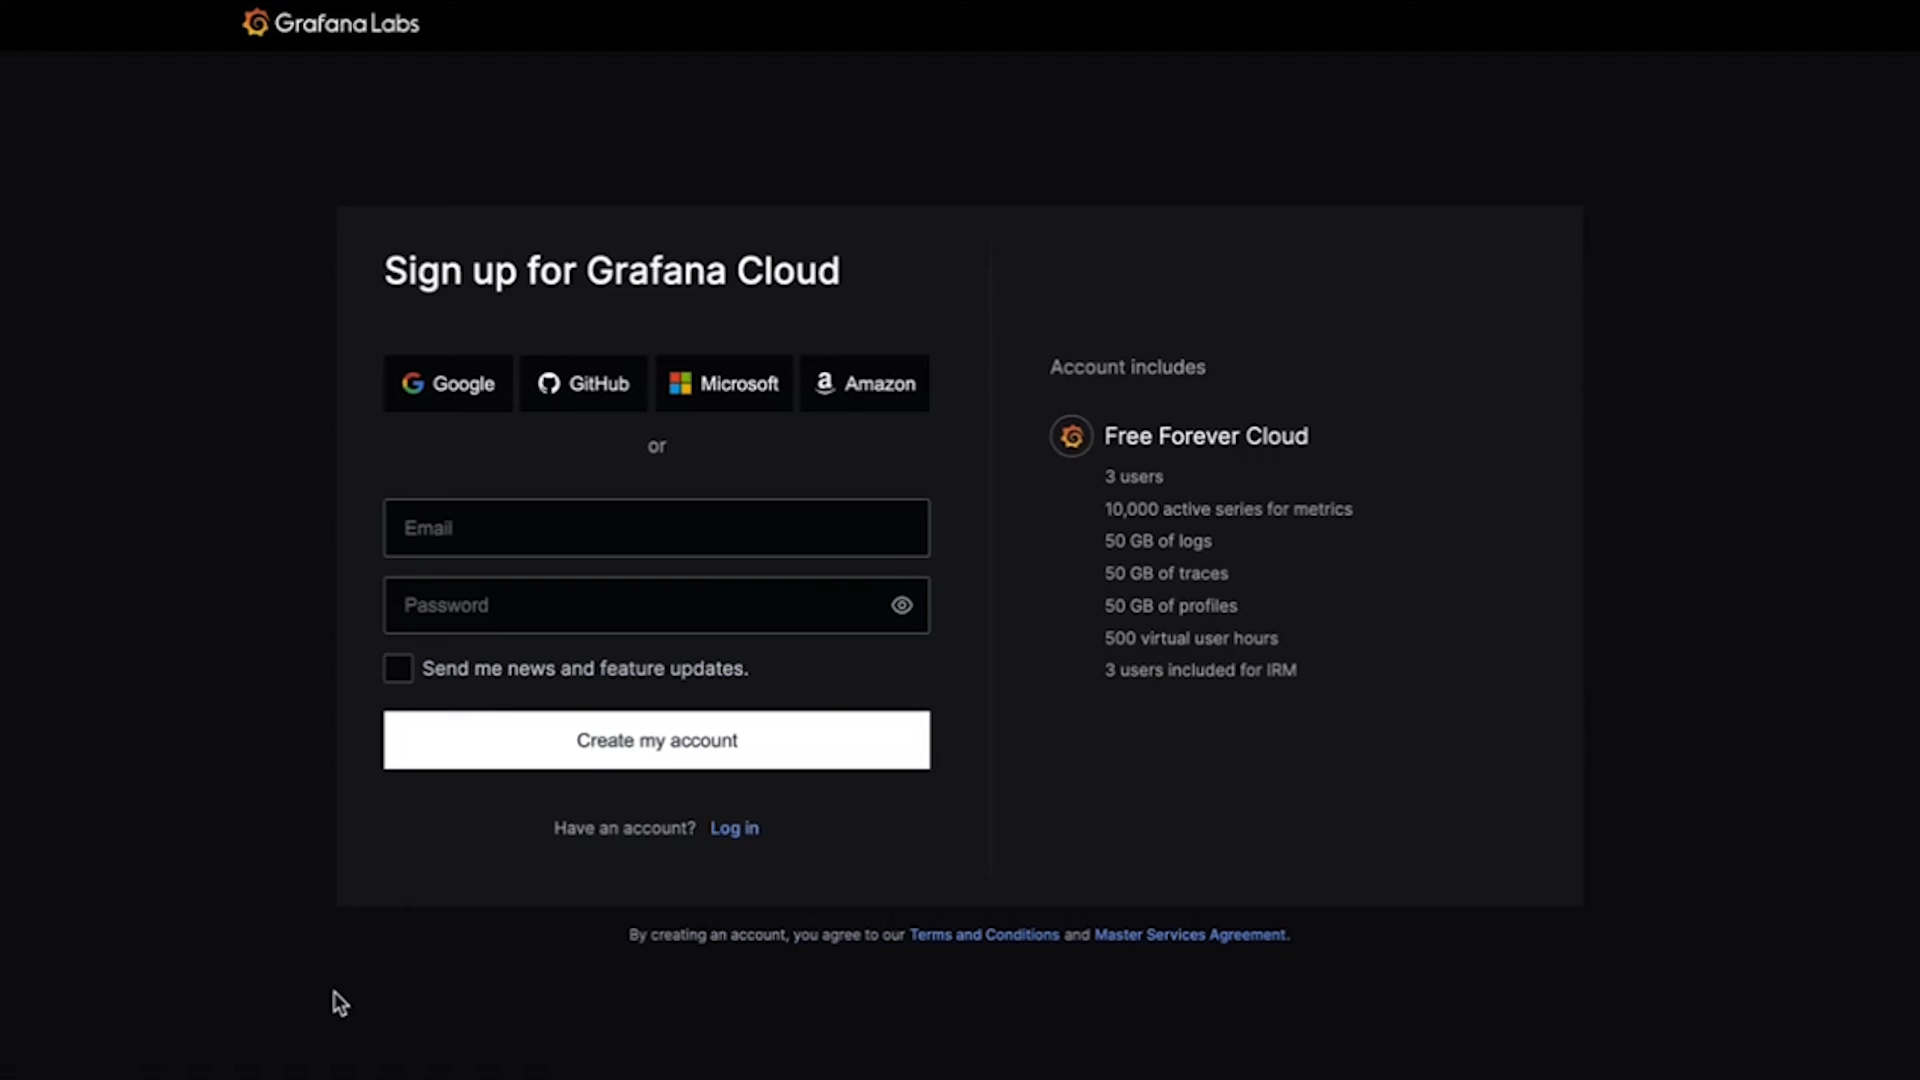 Grafana Labs
Sign up for Grafana Cloud
Google
GitHub
Microsoft
Amazon
or
Email
Password
Send me news and feature updates.
Create my account
Have an account? Log in
Account includes
Free Forever Cloud
3 users
10,000 active series for metrics
50 GB of logs
50 GB of traces
50 GB of profiles
500 virtual user hours
3 users included for IRM
By creating an account, you agree to our Terms and Conditions and Master Services Agreement.